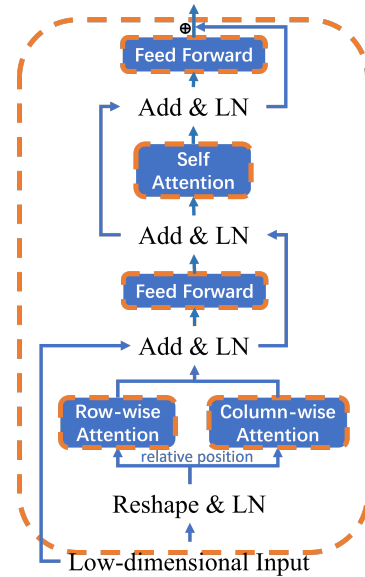 ⊕
Feed Forward
Add & LN
Self
Attention
Add & LN
Feed Forward
Add & LN
Row-wise
Attention
Column-wise
Attention
relative position
Reshape & LN
Low-dimensional Input